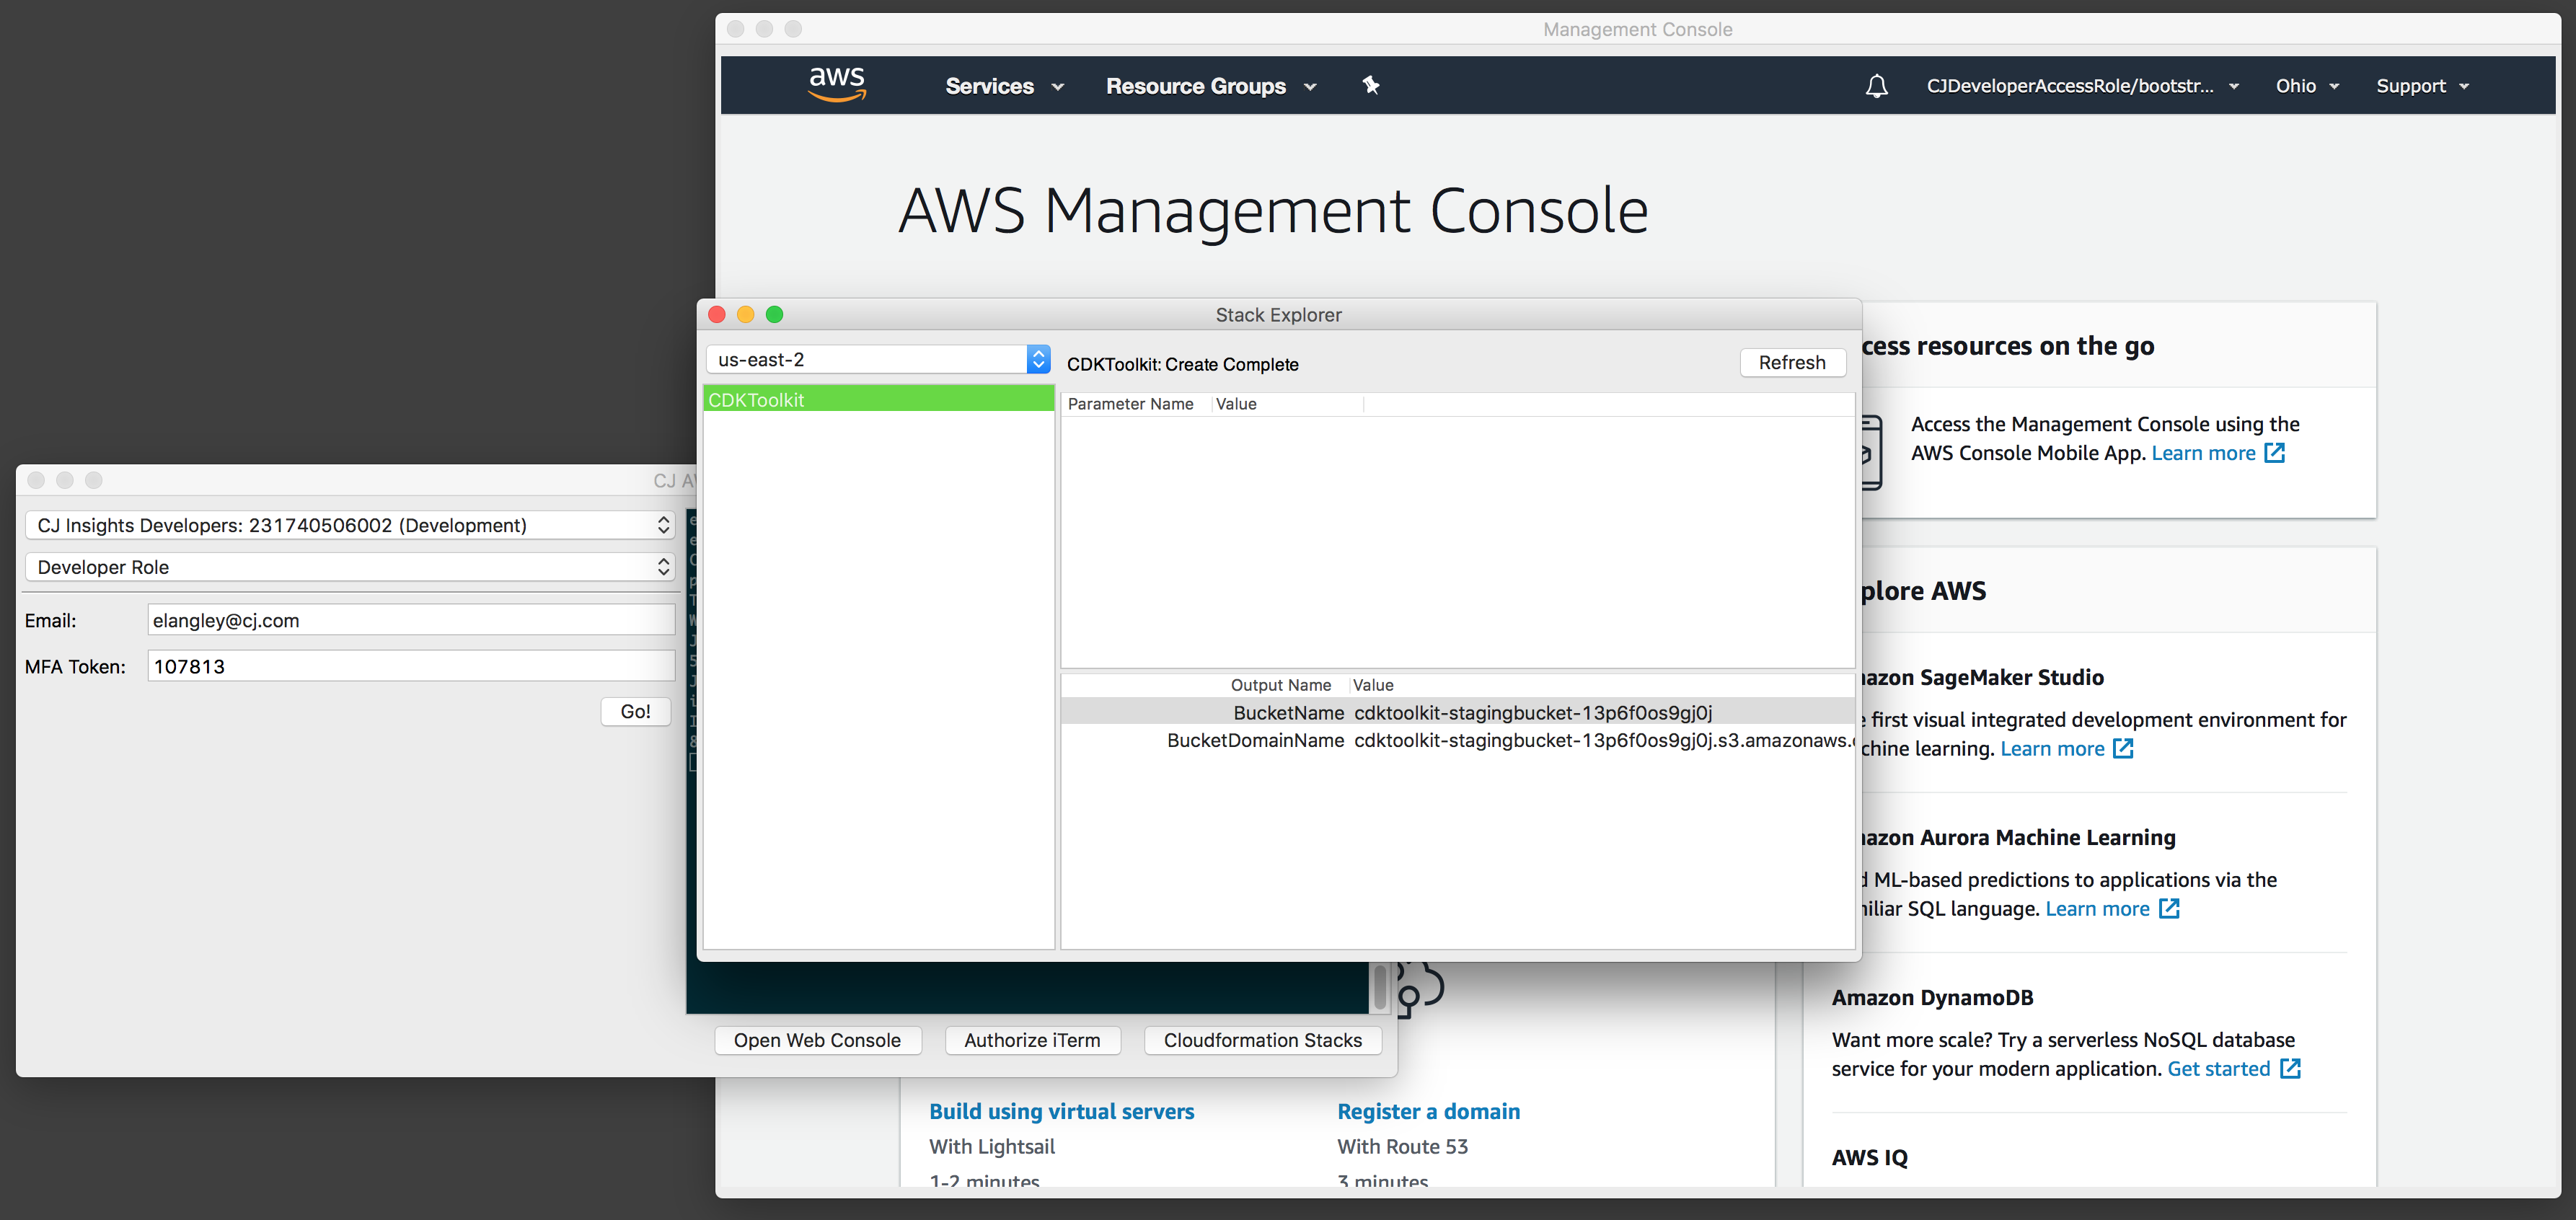 Management Console
aws
Services
Resource Groups
CJDeveloperAccessRole/bootstr...
Ohio
Support
AWS Management Console
Stack Explorer
us-east-2
CDKToolkit: Create Complete
Refresh
CDKToolkit
Parameter Name
Value
Output Name
Value
BucketName cdktoolkit-stagingbucket-13p6f0os9gj0j
BucketDomainName cdktoolkit-stagingbucket-13p6f0os9gj0j.s3.amazonaws.
resources on the go
Access the Management Console using the
AWS Console Mobile App. Learn more
CJ
CJ Insights Developers: 231740506002 (Development)
Developer Role
Email:
elangley@cj.com
MFA Token:
107813
Go!
AWS
SageMaker Studio
first visual integrated development environment for
learning. Learn more
Aurora Machine Learning
ML-based predictions to applications via the
SQL language. Learn more
Amazon DynamoDB
Want more scale? Try a serverless NoSQL database
service for your modern application. Get started
AWS IQ
Open Web Console
Authorize iTerm
Cloudformation Stacks
Build using virtual servers
With Lightsail
1-2 minutes
Register a domain
With Route 53
3 minutes